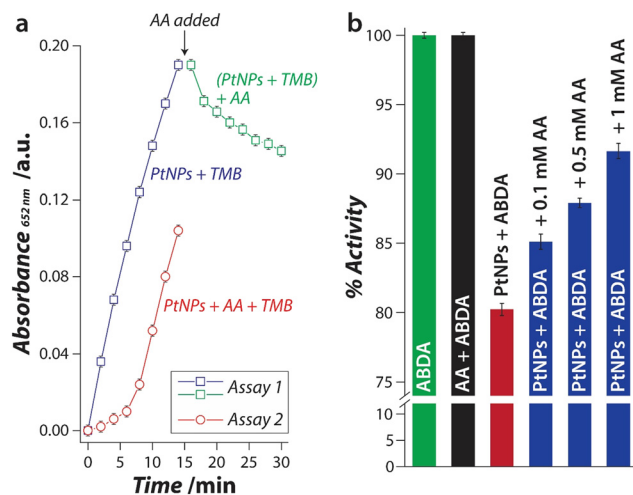 a
AA added
0.20
0.16
0.12
0.08
0.04
0.00
Absorbance 652 nm /a.u.
(PtNPs + TMB)
+ AA
PtNPs + TMB
PtNPs + AA + TMB
Assay 1
Assay 2
0 5 10 15 20 25 30
Time /min
b
100
95
90
85
80
75
10
5
0
% Activity
ABDA
AA + ABDA
PtNPs + ABDA
PtNPs + ABDA + 0.1 mM AA
PtNPs + ABDA + 0.5 mM AA
PtNPs + ABDA + 1 mM AA